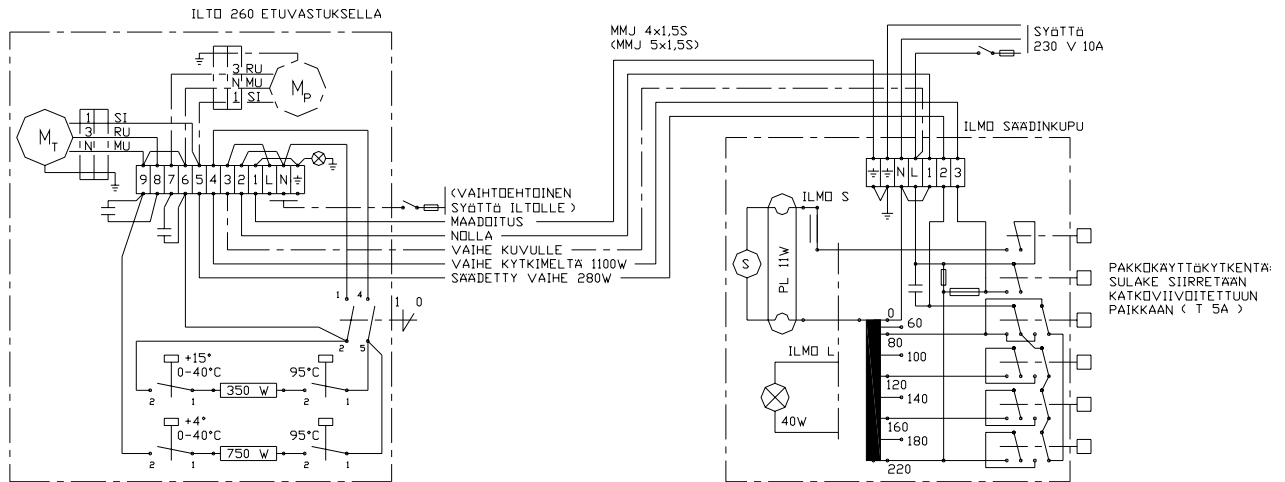 ILTO 260 ETUVASTUKSELLA
MMJ 4x1,5S
(MMJ 5x1,5S)
SYöTTö
230 V 10A
3 RU
N MU
1 SI
MP
MT
1 SI
3 RU
N MU
9 8 7 6 5 4 3 2 1 L N
(VAIHTOEHTOINEN
SYöTTö ILTOLLE)
MAADOITUS
NOLLA
VAIHE KUVULLE
VAIHE KYTKIMELTÄ 1100W
SÄÄDETTY VAIHE 280W
1 4
1 0
2 5
+15°
0-40°C
95°C
350 W
2 1 2 1
+4°
0-40°C
95°C
750 W
2 1 2 1
ILMO SÄÄDINKUPU
N L 1 2 3
ILMO S
S
PL 11W
ILMO L
40W
0
60
80
100
120
140
160
180
220
PAKKOKÄYTTöKYTKENTÄ:
SULAKE SIIRRETÄÄN
KATKOVIIVOITETTUUN
PAIKKAAN ( T 5A )